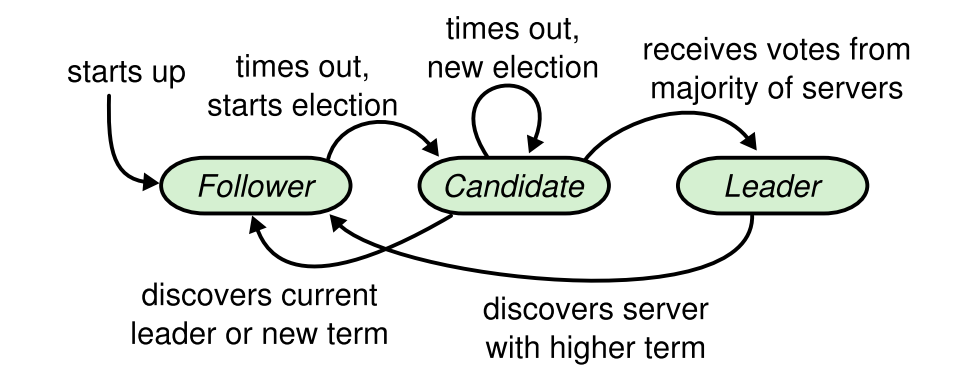 starts up
times out,
starts election
times out,
new election
receives votes from
majority of servers
Follower
Candidate
Leader
discovers current
leader or new term
discovers server
with higher term